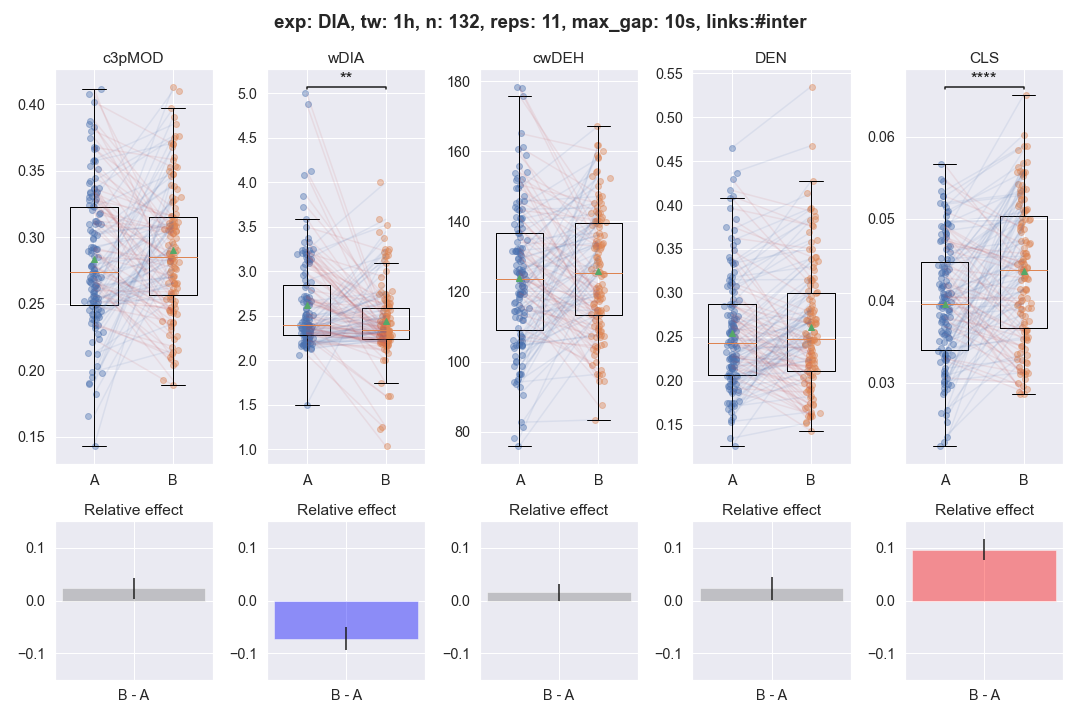 exp: DIA, tw: 1h, n: 132, reps: 11, max_gap: 10s, links:#inter
c3pMOD
0.40
0.35
0.30
0.25
0.20
0.15
A B
wDIA
**
5.0
4.5
4.0
3.5
3.0
2.5
2.0
1.5
1.0
A B
cwDEH
180
160
140
120
100
80
A B
DEN
0.55
0.50
0.45
0.40
0.35
0.30
0.25
0.20
0.15
A B
CLS
****
0.06
0.05
0.04
0.03
A B
Relative effect
0.1
0.0
−0.1
B - A
Relative effect
0.1
0.0
−0.1
B - A
Relative effect
0.1
0.0
−0.1
B - A
Relative effect
0.1
0.0
−0.1
B - A
Relative effect
0.1
0.0
−0.1
B - A